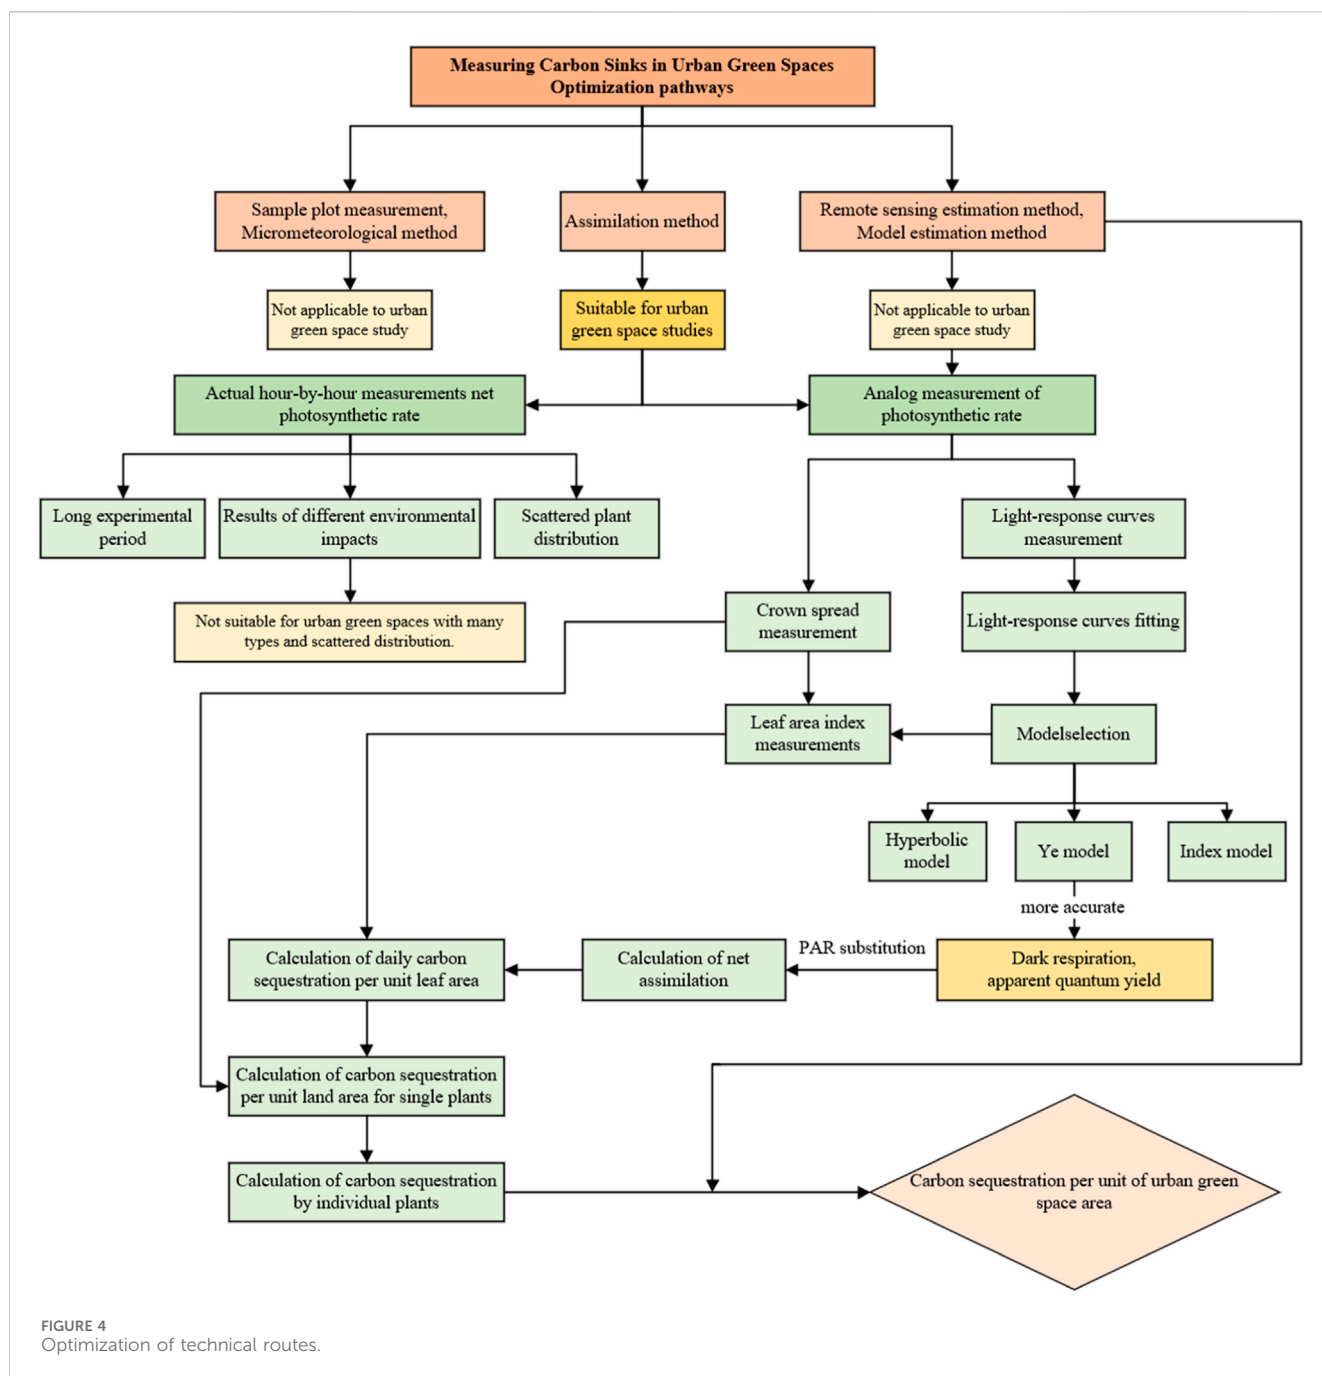 Measuring Carbon Sinks in Urban Green Spaces
Optimization pathways
Sample plot measurement,
Micrometeorological method
Assimilation method
Remote sensing estimation method,
Model estimation method
Not applicable to urban
green space study
Suitable for urban
green space studies
Not applicable to urban
green space study
Actual hour-by-hour measurements net
photosynthetic rate
Analog measurement of
photosynthetic rate
Long experimental
period
Results of different environmental
impacts
Scattered plant
distribution
Light-response curves
measurement
Not suitable for urban green spaces with many
types and scattered distribution.
Crown spread
measurement
Light-response curves fitting
Leaf area index
measurements
Modelselection
Hyperbolic
model
Ye model
Index model
more accurate
Calculation of daily carbon
sequestration per unit leaf area
Calculation of net
assimilation
PAR substitution
Dark respiration,
apparent quantum yield
Calculation of carbon sequestration
per unit land area for single plants
Calculation of carbon sequestration
by individual plants
Carbon sequestration per unit of urban green
space area
FIGURE 4
Optimization of technical routes.